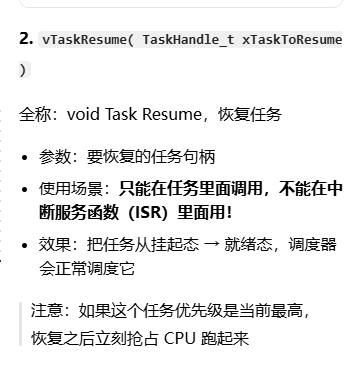 2. vTaskResume( TaskHandle_t xTaskToResume
)
全称：void Task Resume，恢复任务
• 参数：要恢复的任务句柄
• 使用场景：只能在任务里面调用，不能在中
断服务函数（ISR）里面用！
• 效果：把任务从挂起态 → 就绪态，调度器
会正常调度它
注意：如果这个任务优先级是当前最高，
恢复之后立刻抢占 CPU 跑起来